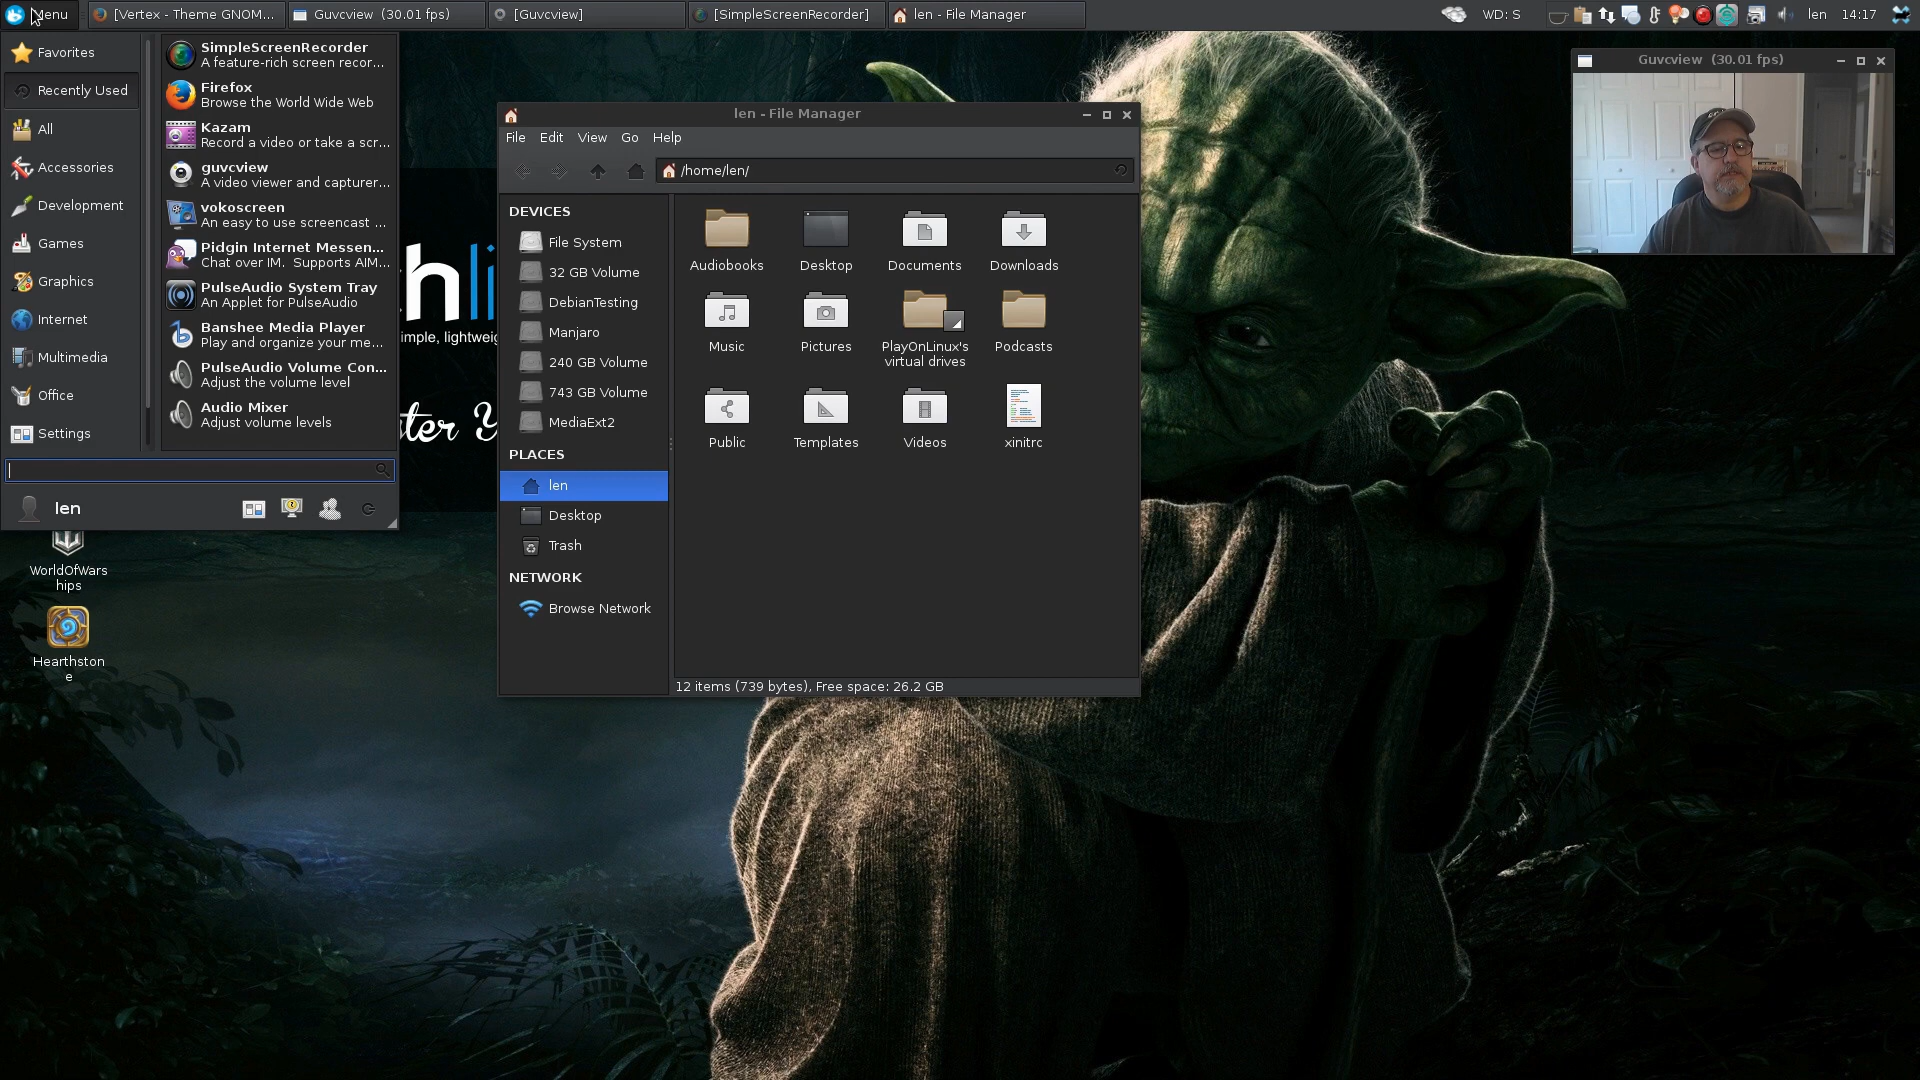 Menu
[Vertex - Theme GNOM...
Guvcview (30.01 fps)
[Guvcview]
[SimpleScreenRecorder]
len - File Manager
WD: S
len
14:17
Favorites
Recently Used
All
Accessories
Development
Games
Graphics
Internet
Multimedia
Office
Settings
SimpleScreenRecorder
A feature-rich screen recor...
Firefox
Browse the World Wide Web
Kazam
Record a video or take a scr...
guvcview
A video viewer and capturer...
vokoscreen
An easy to use screencast ...
Pidgin Internet Messen...
Chat over IM. Supports AIM...
PulseAudio System Tray
An Applet for PulseAudio
Banshee Media Player
Play and organize your me...
PulseAudio Volume Con...
Adjust the volume level
Audio Mixer
Adjust volume levels
len
hli
imple, lightweig
ster Y
WorldOfWars
hips
Hearthston
e
len - File Manager
File Edit View Go Help
/home/len/
DEVICES
File System
32 GB Volume
DebianTesting
Manjaro
240 GB Volume
743 GB Volume
MediaExt2
PLACES
len
Desktop
Trash
NETWORK
Browse Network
Audiobooks
Desktop
Documents
Downloads
Music
Pictures
PlayOnLinux's
virtual drives
Podcasts
Public
Templates
Videos
xinitrc
12 items (739 bytes), Free space: 26.2 GB
Guvcview (30.01 fps)